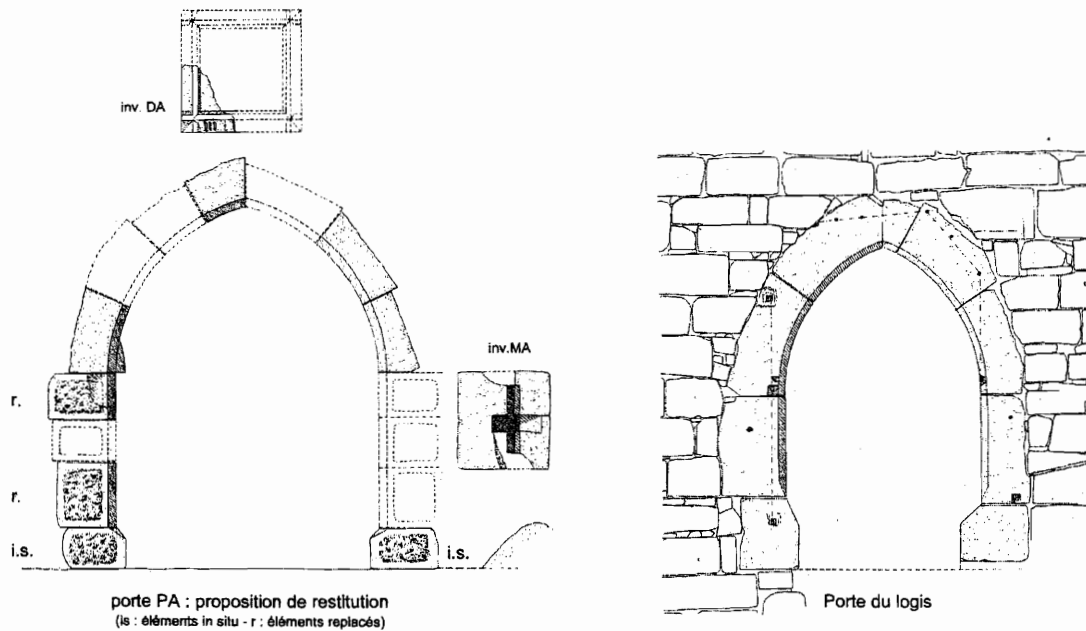 inv. DA
inv.MA
r.
r.
i.s.
i.s.
porte PA : proposition de restitution
(is : éléments in situ - r : éléments replacés)
Porte du logis